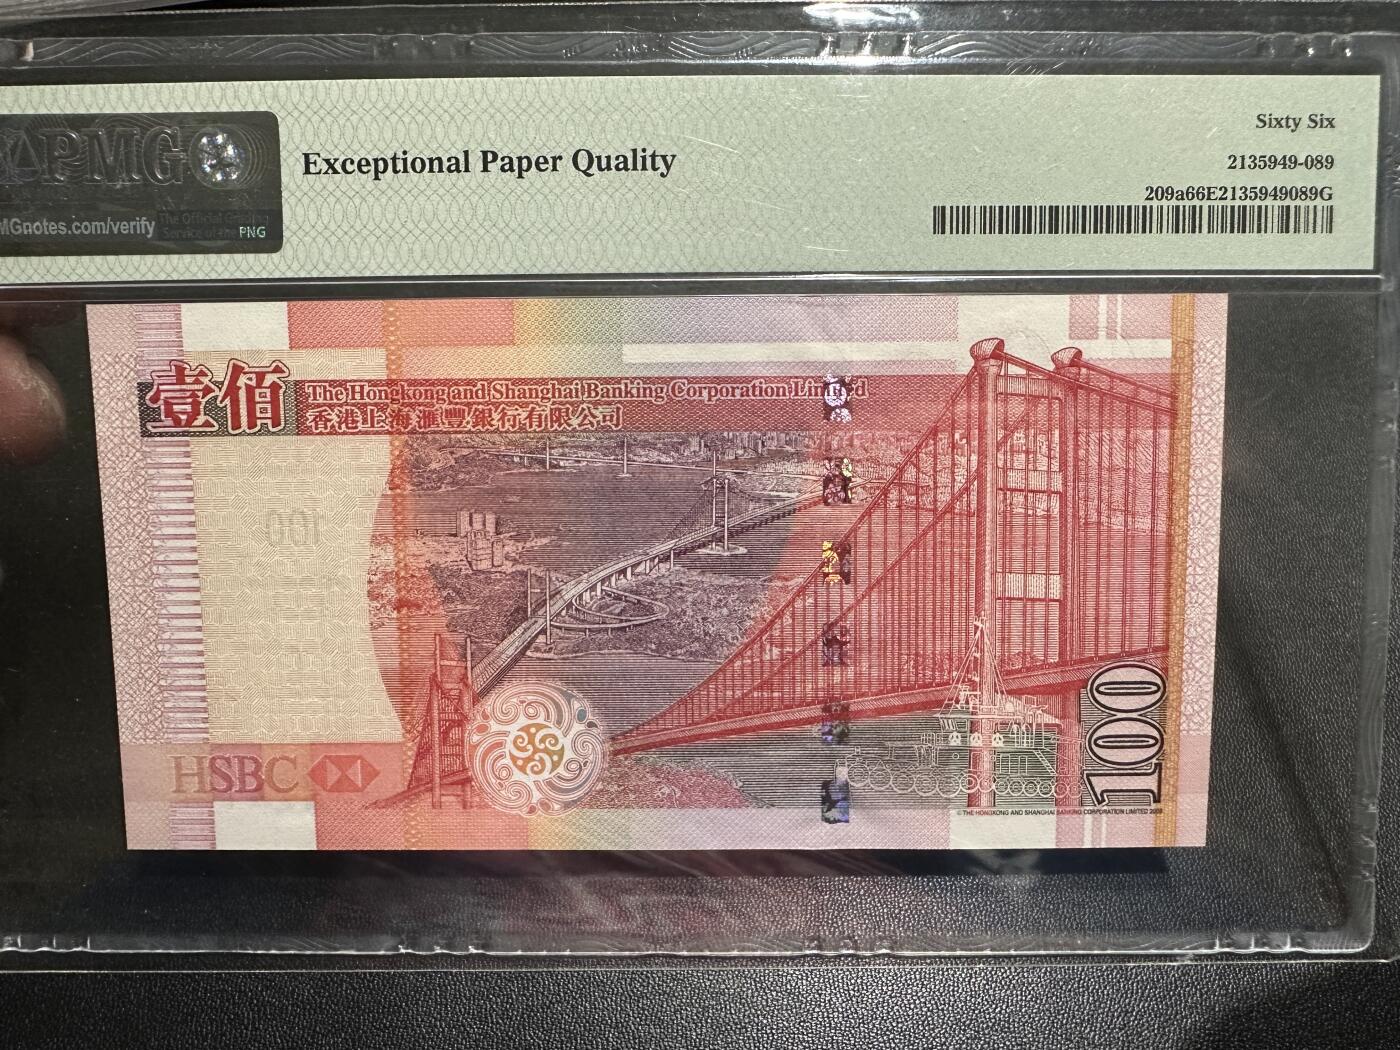 PMG
Exceptional Paper Quality
Sixty Six
2135949-089
209a66E2135949089G
MGnotes.com/verify
The Official Grading
Service of the PNG
壹佰
The Hongkong and Shanghai Banking Corporation Limited
香港上海滙豐銀行有限公司
100
HSBC
100
© THE HONGKONG AND SHANGHAI BANKING CORPORATION LIMITED 2009